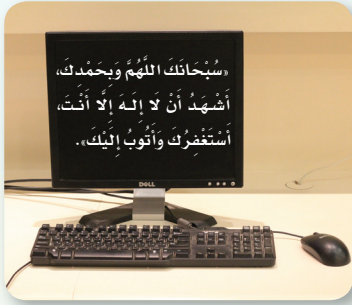 «سُبْحَانَكَ اللَّهُمَّ وَبِحَمْدِكَ،
أَشْهَدُ أَنْ لَا إِلَهَ إِلَّا أَنْتَ،
أَسْتَغْفِرُكَ وَأَتُوبُ إِلَيْكَ».
DELL